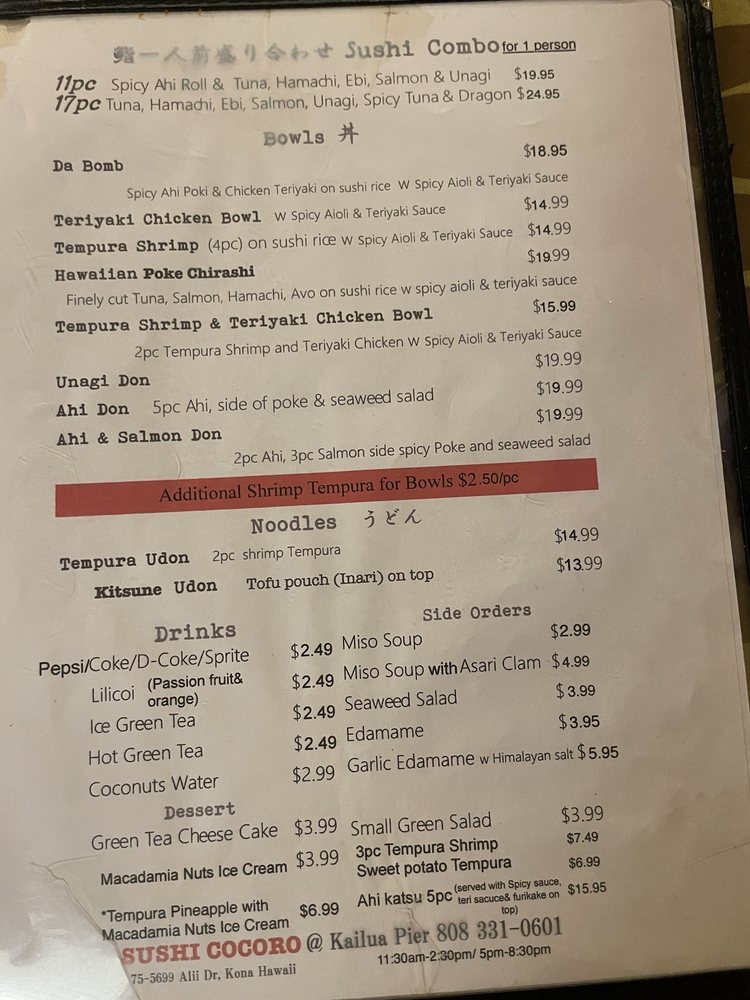 鮨一人前盛り合わせ Sushi Combo for 1 person
11pc Spicy Ahi Roll & Tuna, Hamachi, Ebi, Salmon & Unagi $19.95
17pc Tuna, Hamachi, Ebi, Salmon, Unagi, Spicy Tuna & Dragon $24.95
Bowls 丼
Da Bomb $18.95
Spicy Ahi Poki & Chicken Teriyaki on sushi rice W Spicy Aioli & Teriyaki Sauce
Teriyaki Chicken Bowl W Spicy Aioli & Teriyaki Sauce $14.99
Tempura Shrimp (4pc) on sushi rice W Spicy Aioli & Teriyaki Sauce $14.99
Hawaiian Poke Chirashi $19.99
Finely cut Tuna, Salmon, Hamachi, Avo on sushi rice w spicy aioli & teriyaki sauce
Tempura Shrimp & Teriyaki Chicken Bowl $15.99
2pc Tempura Shrimp and Teriyaki Chicken W Spicy Aioli & Teriyaki Sauce
Unagi Don $19.99
Ahi Don 5pc Ahi, side of poke & seaweed salad $19.99
Ahi & Salmon Don $19.99
2pc Ahi, 3pc Salmon side spicy Poke and seaweed salad
Additional Shrimp Tempura for Bowls $2.50/pc
Noodles うどん
Tempura Udon 2pc shrimp Tempura $14.99
Kitsune Udon Tofu pouch (Inari) on top $13.99
Drinks
Pepsi/Coke/D-Coke/Sprite $2.49
Lilicoi (Passion fruit& orange) $2.49
Ice Green Tea $2.49
Hot Green Tea $2.49
Coconuts Water $2.99
Dessert
Green Tea Cheese Cake $3.99
Macadamia Nuts Ice Cream $3.99
*Tempura Pineapple with
Macadamia Nuts Ice Cream $6.99
Side Orders
Miso Soup $2.99
Miso Soup with Asari Clam $4.99
Seaweed Salad $3.99
Edamame $3.95
Garlic Edamame w Himalayan salt $5.95
Small Green Salad $3.99
3pc Tempura Shrimp $7.49
Sweet potato Tempura $6.99
Ahi katsu 5pc (served with Spicy sauce, teri sacuce& furikake on top) $15.95
SUSHI COCORO @ Kailua Pier 808 331-0601
75-5699 Alii Dr, Kona Hawaii
11:30am-2:30pm/ 5pm-8:30pm